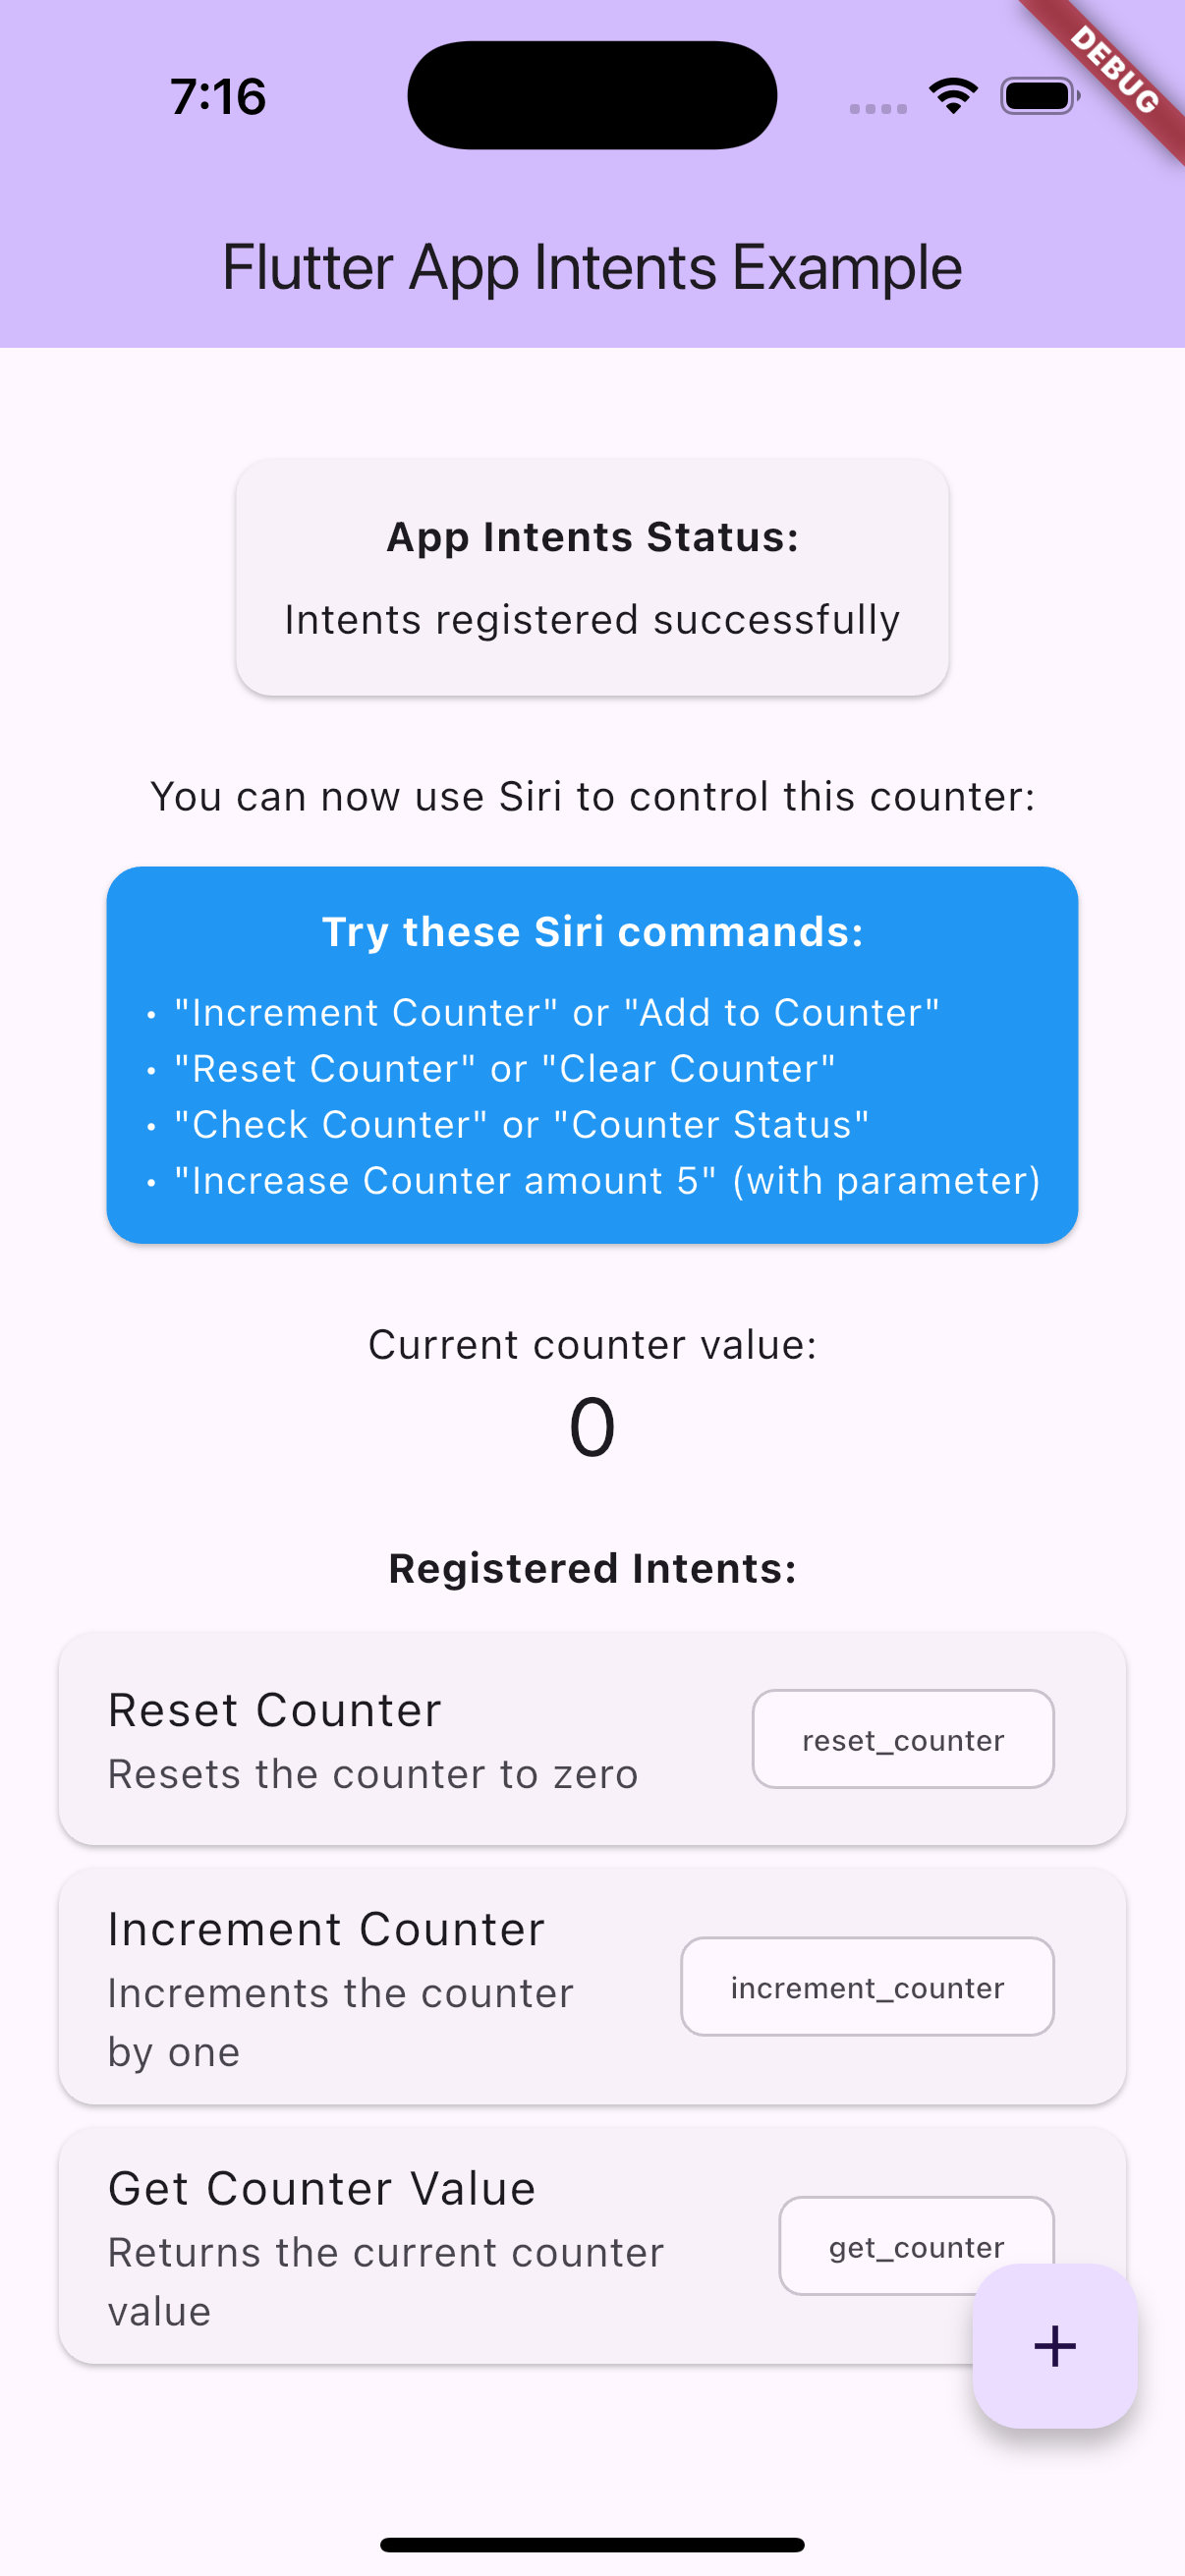 7:16
DEBUG
Flutter App Intents Example
App Intents Status:
Intents registered successfully
You can now use Siri to control this counter:
Try these Siri commands:
• "Increment Counter" or "Add to Counter"
• "Reset Counter" or "Clear Counter"
• "Check Counter" or "Counter Status"
• "Increase Counter amount 5" (with parameter)
Current counter value:
0
Registered Intents:
Reset Counter
Resets the counter to zero
reset_counter
Increment Counter
Increments the counter
by one
increment_counter
Get Counter Value
Returns the current counter
value
get_counter
+